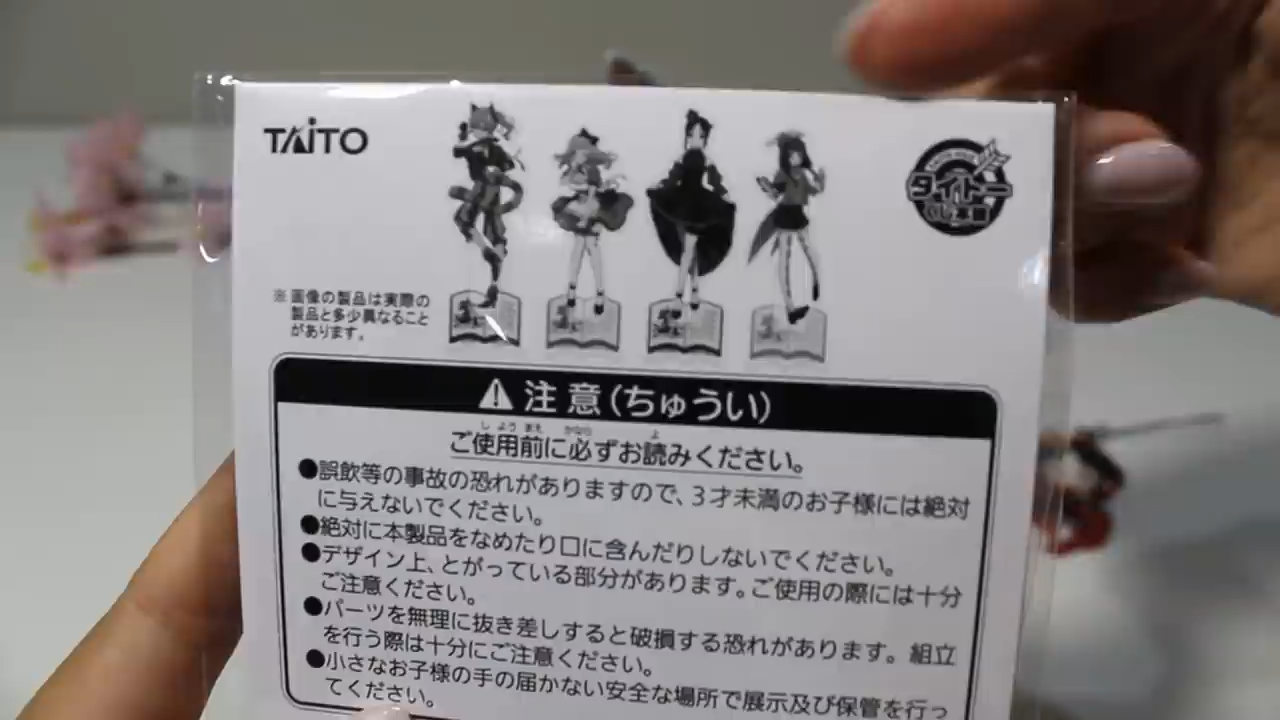 TAITO
タイトー
くじ本舗
※画像の製品は実際の
製品と多少異なること
があります。
注意(ちゅうい)
ご使用前に必ずお読みください。
●誤飲等の事故の恐れがありますので、3才未満のお子様には絶対
に与えないでください。
●絶対に本製品をなめたり口に含んだりしないでください。
●デザイン上、とがっている部分があります。ご使用の際には十分
ご注意ください。
●パーツを無理に抜き差しすると破損する恐れがあります。組立
を行う際は十分にご注意ください。
●小さなお子様の手の届かない安全な場所で展示及び保管を行っ
てください。